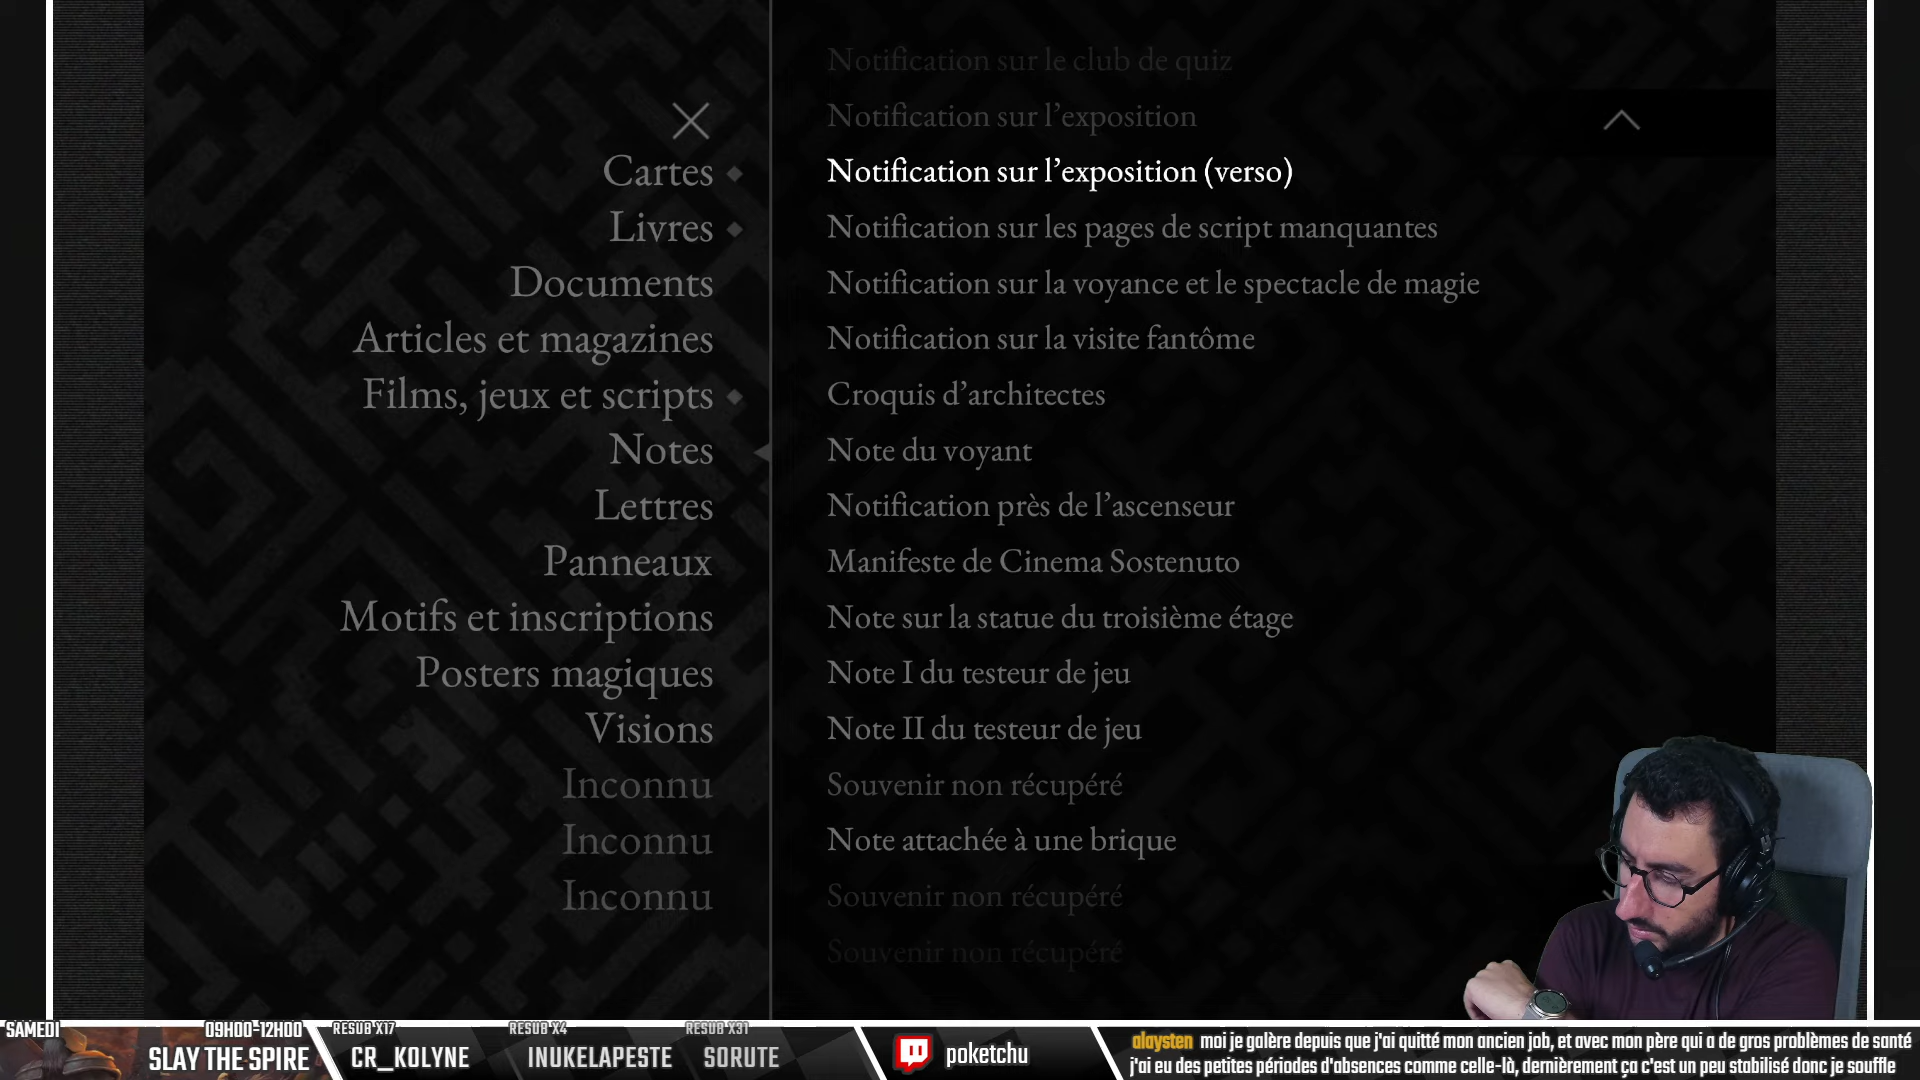 Cartes
Livres
Documents
Articles et magazines
Films, jeux et scripts
Notes
Lettres
Panneaux
Motifs et inscriptions
Posters magiques
Visions
Inconnu
Inconnu
Inconnu
Notification sur le club de quiz
Notification sur l’exposition
Notification sur l’exposition (verso)
Notification sur les pages de script manquantes
Notification sur la voyance et le spectacle de magie
Notification sur la visite fantôme
Croquis d’architectes
Note du voyant
Notification près de l’ascenseur
Manifeste de Cinema Sostenuto
Note sur la statue du troisième étage
Note I du testeur de jeu
Note II du testeur de jeu
Souvenir non récupéré
Note attachée à une brique
Souvenir non récupéré
Souvenir non récupéré
SAMEDI 09H00-12H00
SLAY THE SPIRE
RESUB X17
CR_KOLYNE
RESUB X4
INUKELAPESTE
RESUB X31
SORUTE
poketchu
alaysten moi je galère depuis que j'ai quitté mon ancien job, et avec mon père qui a de gros problèmes de santé
j'ai eu des petites périodes d'absences comme celle-là, dernièrement ça c'est un peu stabilisé donc je souffle